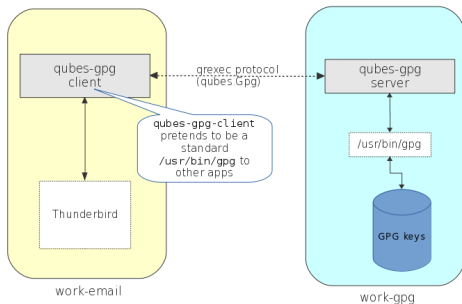 qubes-gpg
client
qrexec protocol
(qubes.Gpg)
qubes-gpg
server
qubes-gpg-client
pretends to be a
standard
/usr/bin/gpg to
other apps
/usr/bin/gpg
Thunderbird
GPG keys
work-email
work-gpg